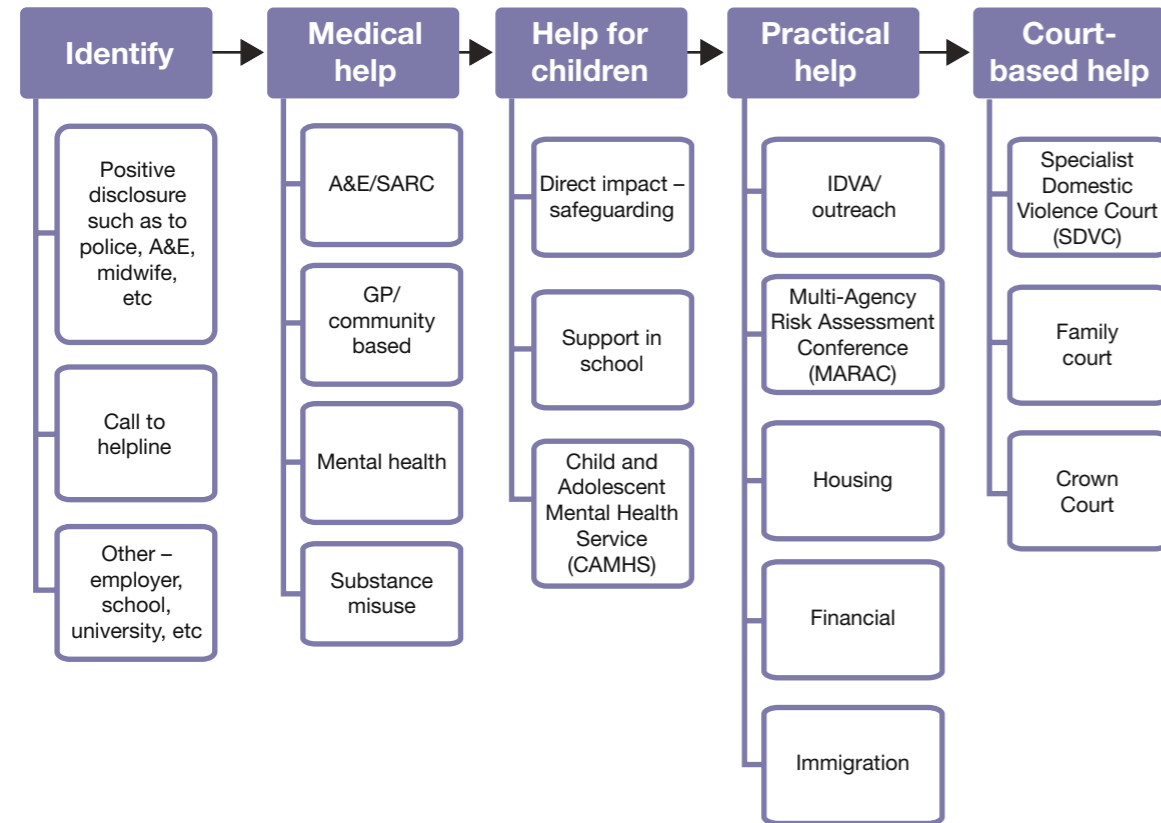 Identify
Medical
help
Help for
children
Practical
help
Court-
based help
Positive
disclosure
such as to
police, A&E,
midwife,
etc
Call to
helpline
Other –
employer,
school,
university, etc
A&E/SARC
GP/
community
based
Mental health
Substance
misuse
Direct impact –
safeguarding
Support in
school
Child and
Adolescent
Mental Health
Service
(CAMHS)
IDVA/
outreach
Multi-Agency
Risk Assessment
Conference
(MARAC)
Housing
Financial
Immigration
Specialist
Domestic
Violence Court
(SDVC)
Family
court
Crown
Court